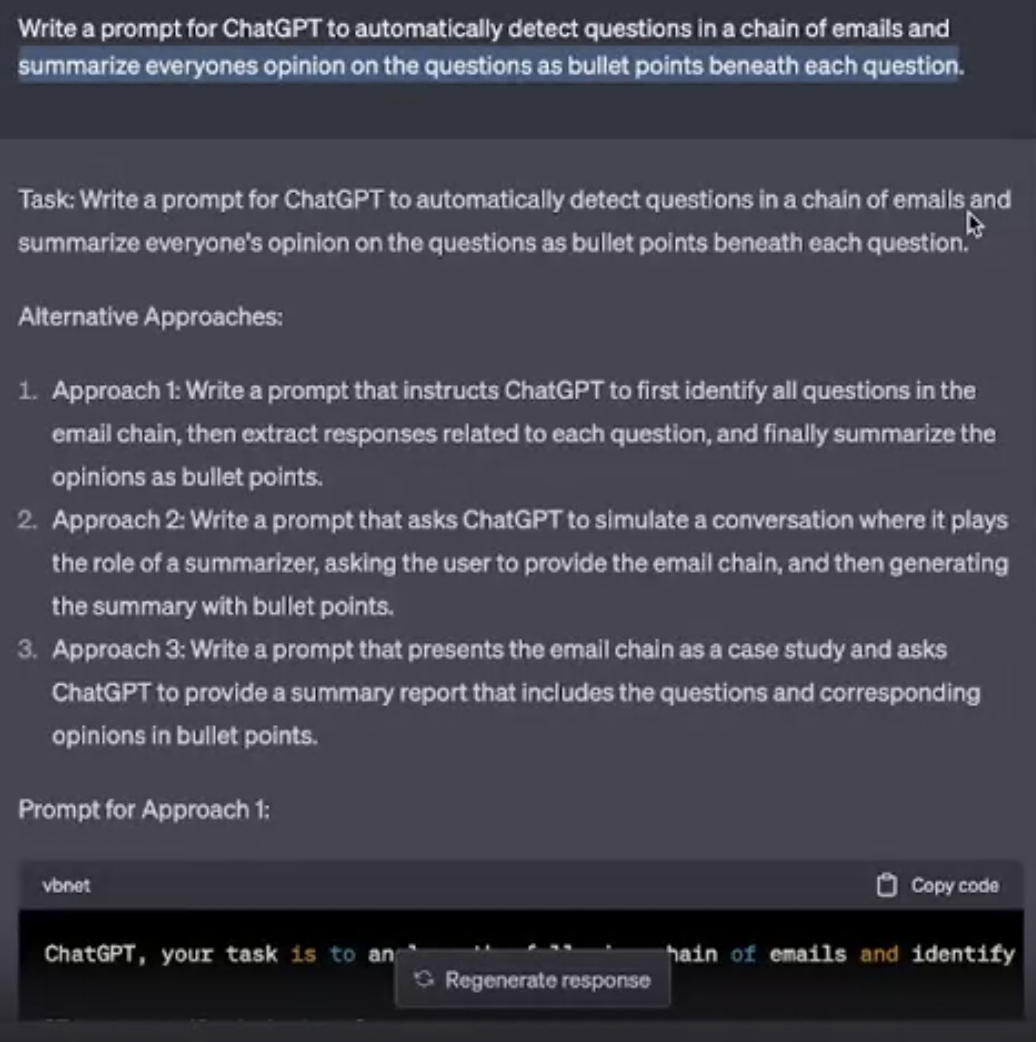 Write a prompt for ChatGPT to automatically detect questions in a chain of emails and
summarize everyones opinion on the questions as bullet points beneath each question.
Task: Write a prompt for ChatGPT to automatically detect questions in a chain of emails and
summarize everyone's opinion on the questions as bullet points beneath each question.
Alternative Approaches:
1. Approach 1: Write a prompt that instructs ChatGPT to first identify all questions in the
email chain, then extract responses related to each question, and finally summarize the
opinions as bullet points.
2. Approach 2: Write a prompt that asks ChatGPT to simulate a conversation where it plays
the role of a summarizer, asking the user to provide the email chain, and then generating
the summary with bullet points.
3. Approach 3: Write a prompt that presents the email chain as a case study and asks
ChatGPT to provide a summary report that includes the questions and corresponding
opinions in bullet points.
Prompt for Approach 1:
vbnet Copy code
ChatGPT, your task is to of emails and identify
Regenerate response